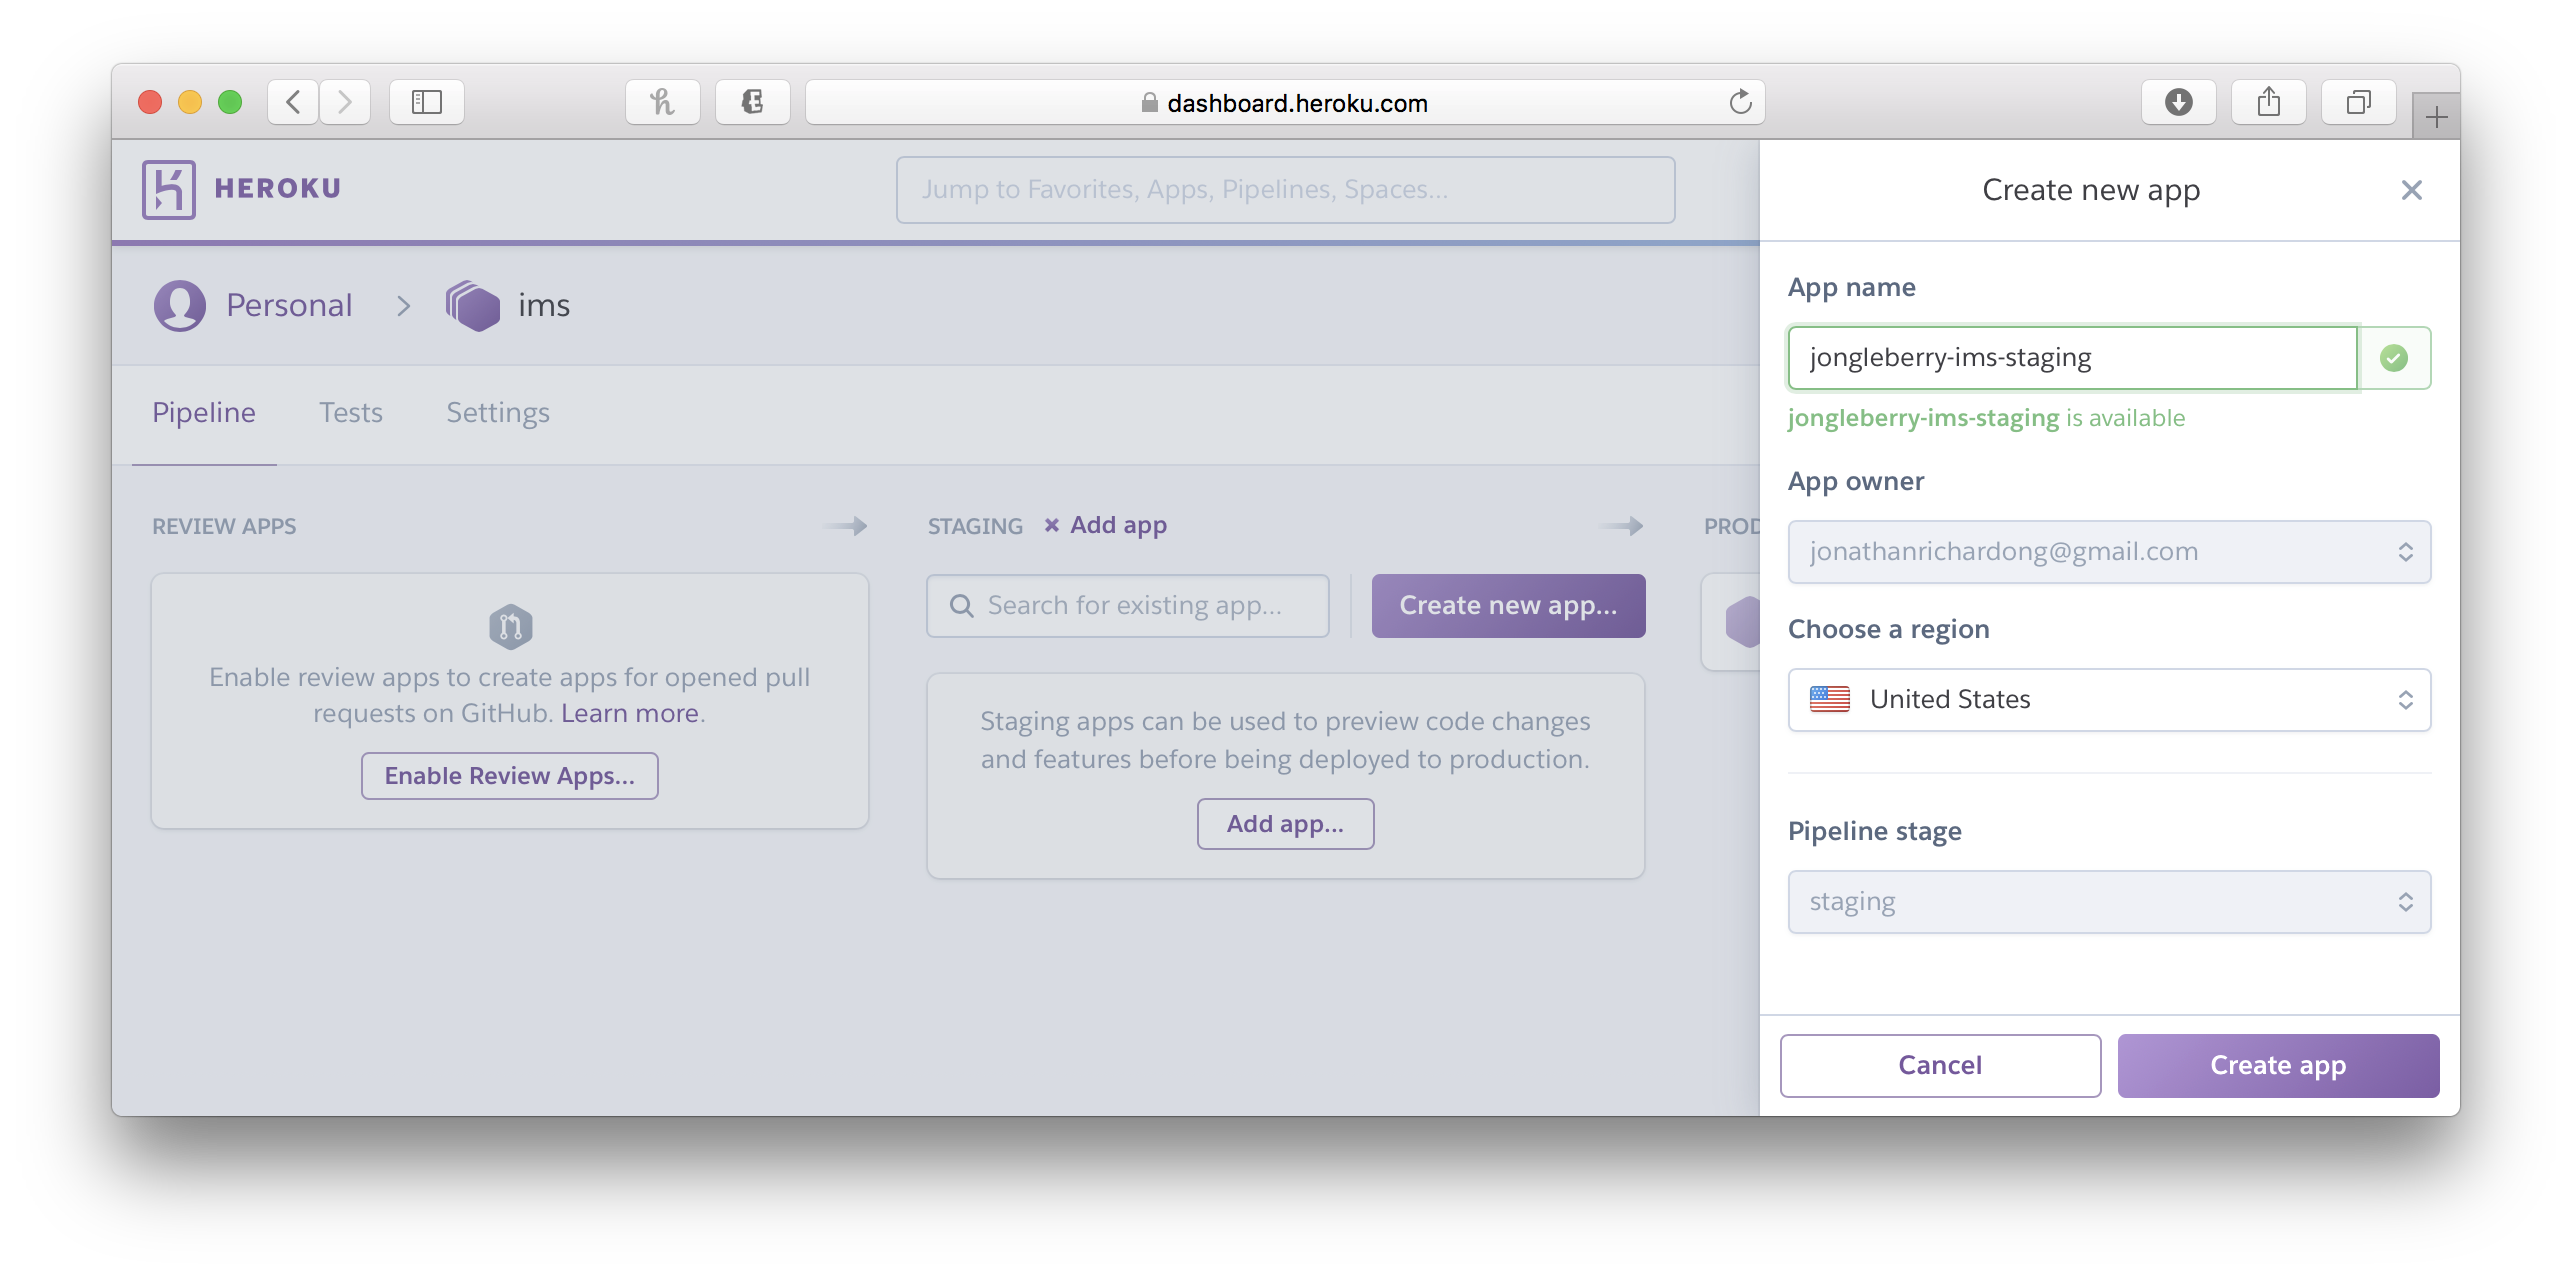 dashboard.heroku.com
HEROKU
Jump to Favorites, Apps, Pipelines, Spaces...
Personal > ims
Pipeline Tests Settings
REVIEW APPS
Enable review apps to create apps for opened pull
requests on GitHub. Learn more.
Enable Review Apps...
STAGING × Add app
Search for existing app...
Create new app...
Staging apps can be used to preview code changes
and features before being deployed to production.
Add app...
PROD
Create new app
App name
jongleberry-ims-staging
jongleberry-ims-staging is available
App owner
jonathanrichardong@gmail.com
Choose a region
United States
Pipeline stage
staging
Cancel
Create app